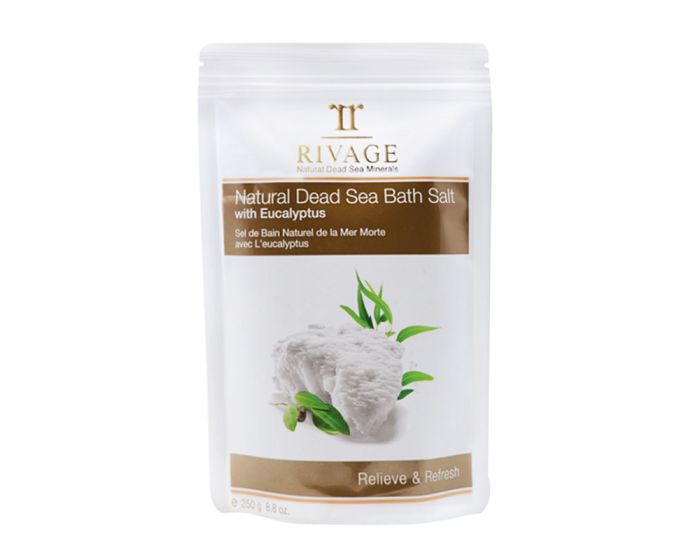 RIVAGE
Natural Dead Sea Minerals
Natural Dead Sea Bath Salt
with Eucalyptus
Sel de Bain Naturel de la Mer Morte
avec L'eucalyptus
Relieve & Refresh
℮ 250 g 8.8 oz.